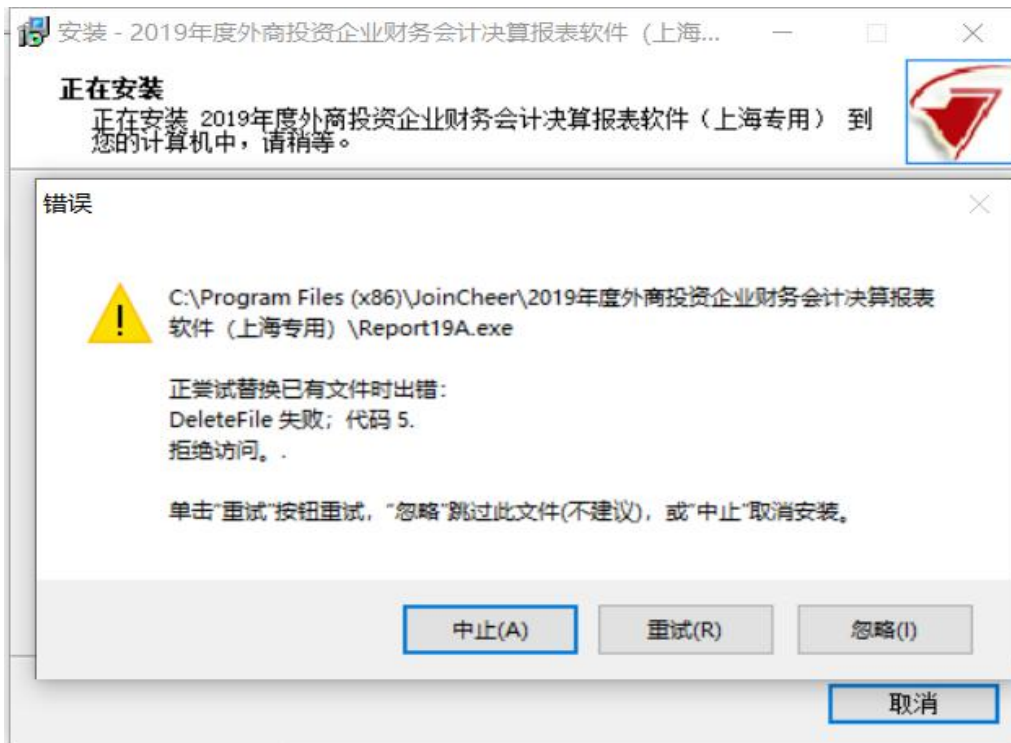 安装 - 2019年度外商投资企业财务会计决算报表软件（上海...
正在安装
正在安装 2019年度外商投资企业财务会计决算报表软件（上海专用） 到
您的计算机中，请稍等。
错误
C:\Program Files (x86)\JoinCheer\2019年度外商投资企业财务会计决算报表
软件（上海专用）\Report19A.exe
正尝试替换已有文件时出错：
DeleteFile 失败；代码 5.
拒绝访问。.
单击“重试”按钮重试，“忽略”跳过此文件(不建议)，或“中止”取消安装。
中止(A)
重试(R)
忽略(I)
取消